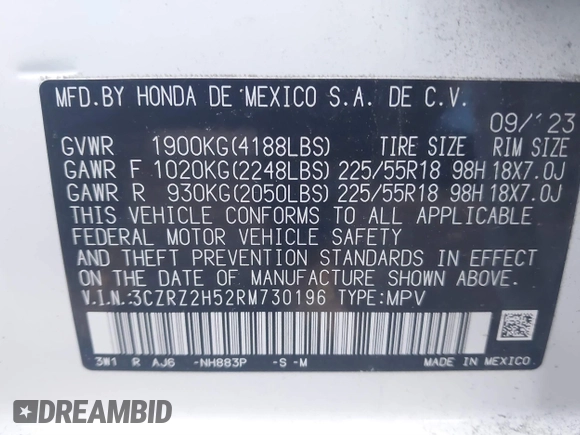 MFD.BY HONDA DE MEXICO S.A. DE C.V.
09/23
GVWR 1900KG(4188LBS) TIRE SIZE RIM SIZE
GAWR F 1020KG(2248LBS) 225/55R18 98H 18X7.0J
GAWR R 930KG(2050LBS) 225/55R18 98H 18X7.0J
THIS VEHICLE CONFORMS TO ALL APPLICABLE
FEDERAL MOTOR VEHICLE SAFETY
AND THEFT PREVENTION STANDARDS IN EFFECT
ON THE DATE OF MANUFACTURE SHOWN ABOVE.
V.I.N.:3CZRZ2H52RM730196 TYPE:MPV
3W1 R AJ6 -NH883P -S -M MADE IN MEXICO
DREAMBID